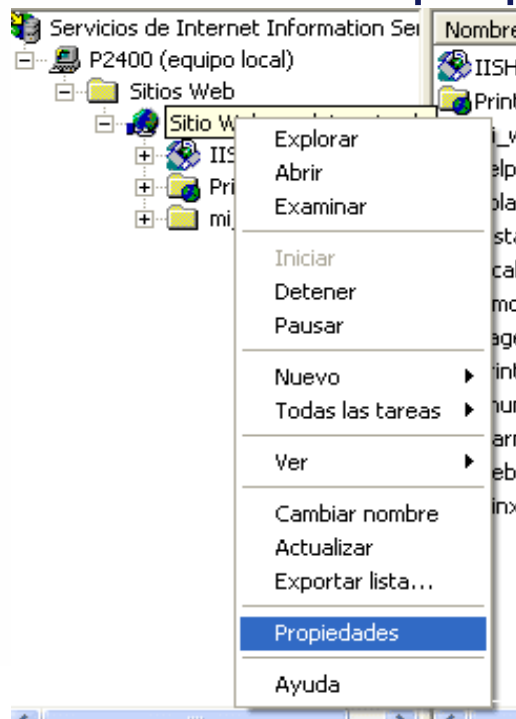 Servicios de Internet Information Ser
Nombre
P2400 (equipo local)
Sitios Web
Sitio
Explorar
Abrir
Examinar
Iniciar
Detener
Pausar
Nuevo
Todas las tareas
Ver
Cambiar nombre
Actualizar
Exportar lista...
Propiedades
Ayuda